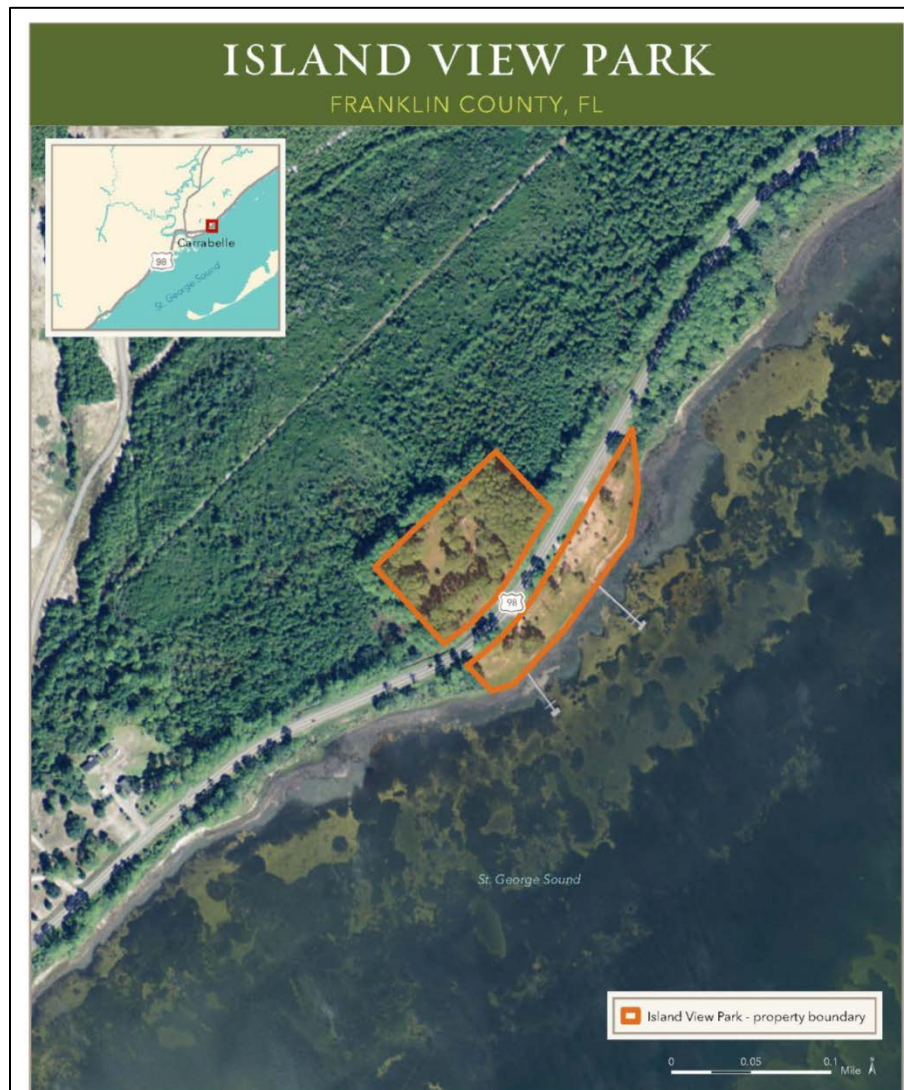 ISLAND VIEW PARK
FRANKLIN COUNTY, FL
Carrabelle
98
St. George Sound
98
St. George Sound
Island View Park - property boundary
0 0.05 0.1
Mile
N